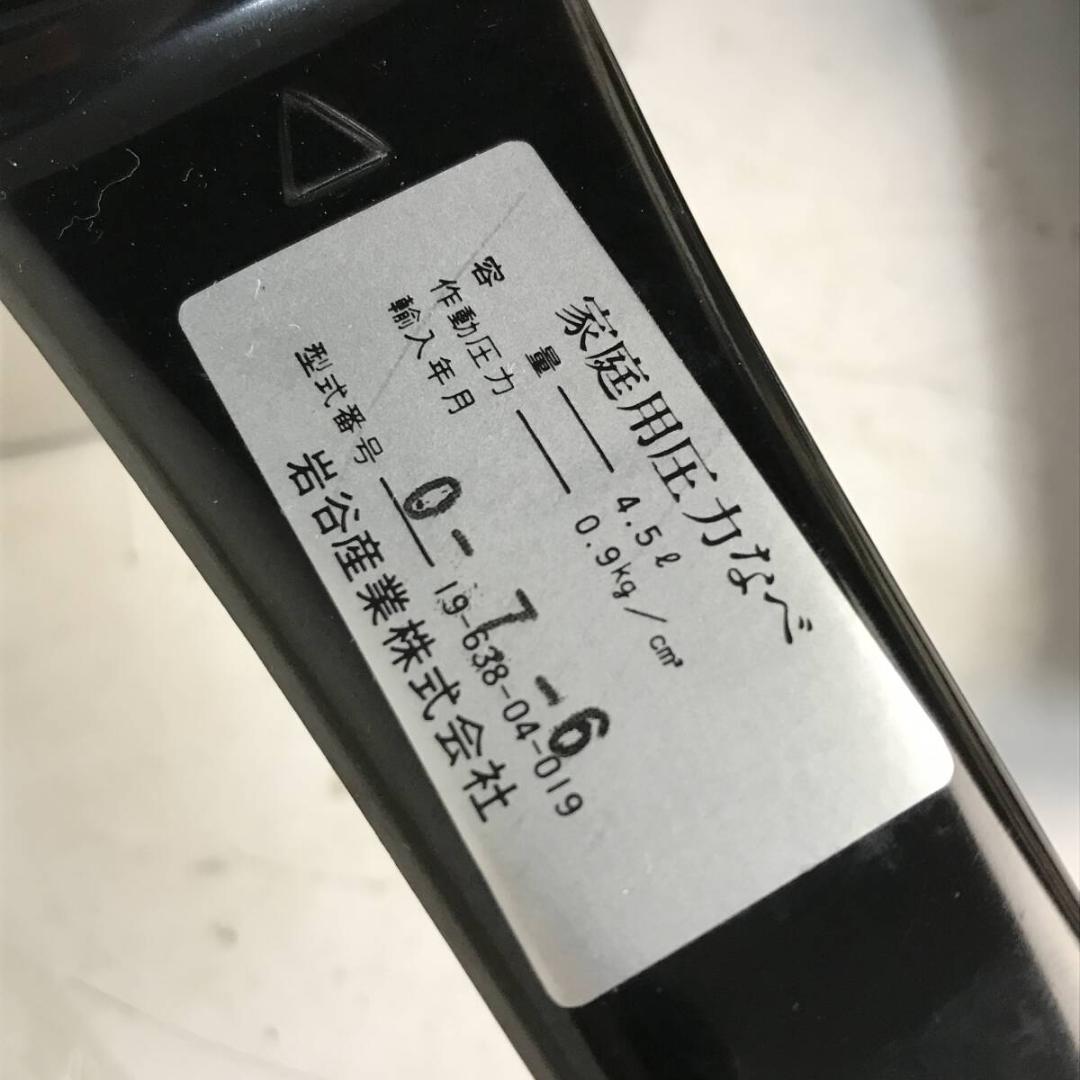 家庭用圧力なべ
容量 4.5ℓ
作動圧力 0.9kg/cm²
輸入年月 0-7-6
型式番号 19-638-04-019
岩谷産業株式会社